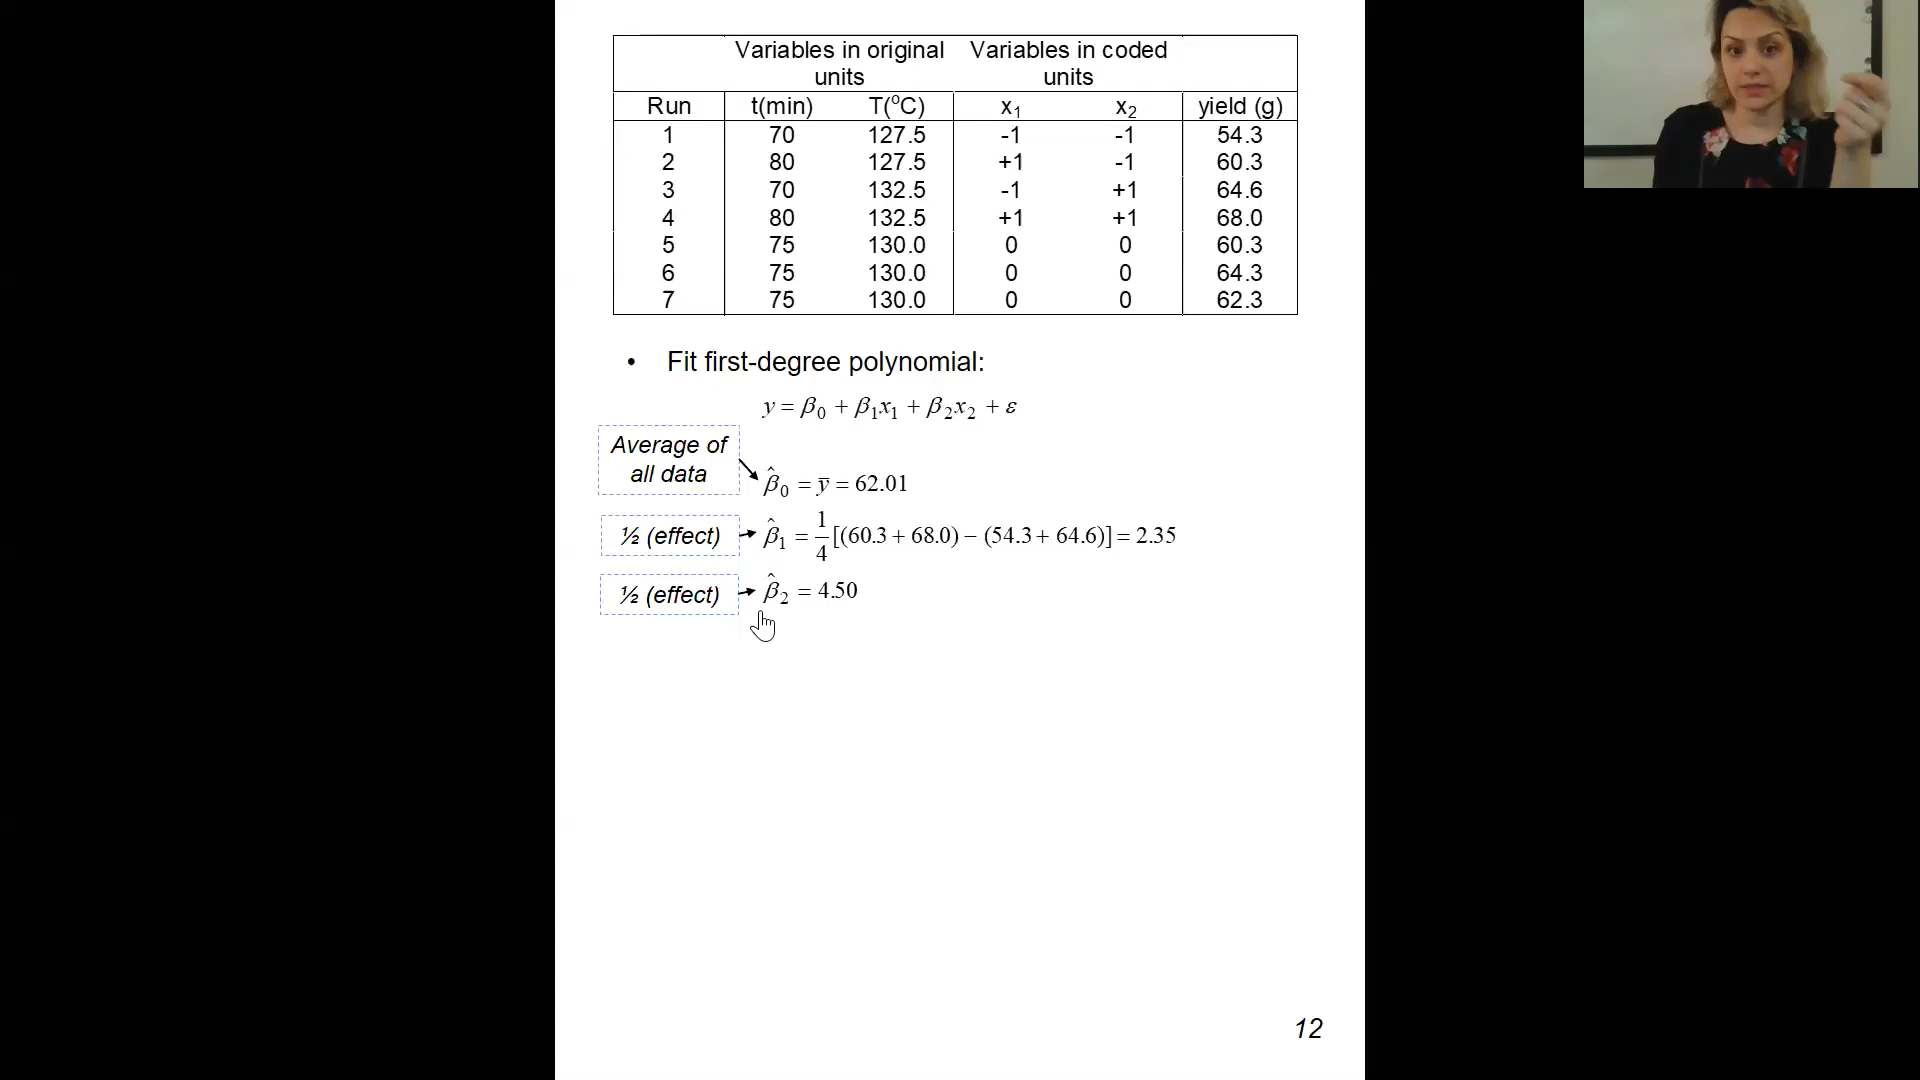 Variables in original units Variables in coded units
Run t(min) T(°C) x₁ x₂ yield (g)
1 70 127.5 -1 -1 54.3
2 80 127.5 +1 -1 60.3
3 70 132.5 -1 +1 64.6
4 80 132.5 +1 +1 68.0
5 75 130.0 0 0 60.3
6 75 130.0 0 0 64.3
7 75 130.0 0 0 62.3
• Fit first-degree polynomial:
y = β₀ + β₁x₁ + β₂x₂ + ε
Average of
all data
β̂₀ = ȳ = 62.01
½ (effect) β̂₁ = 1/4 [(60.3 + 68.0) − (54.3 + 64.6)] = 2.35
½ (effect) β̂₂ = 4.50
12